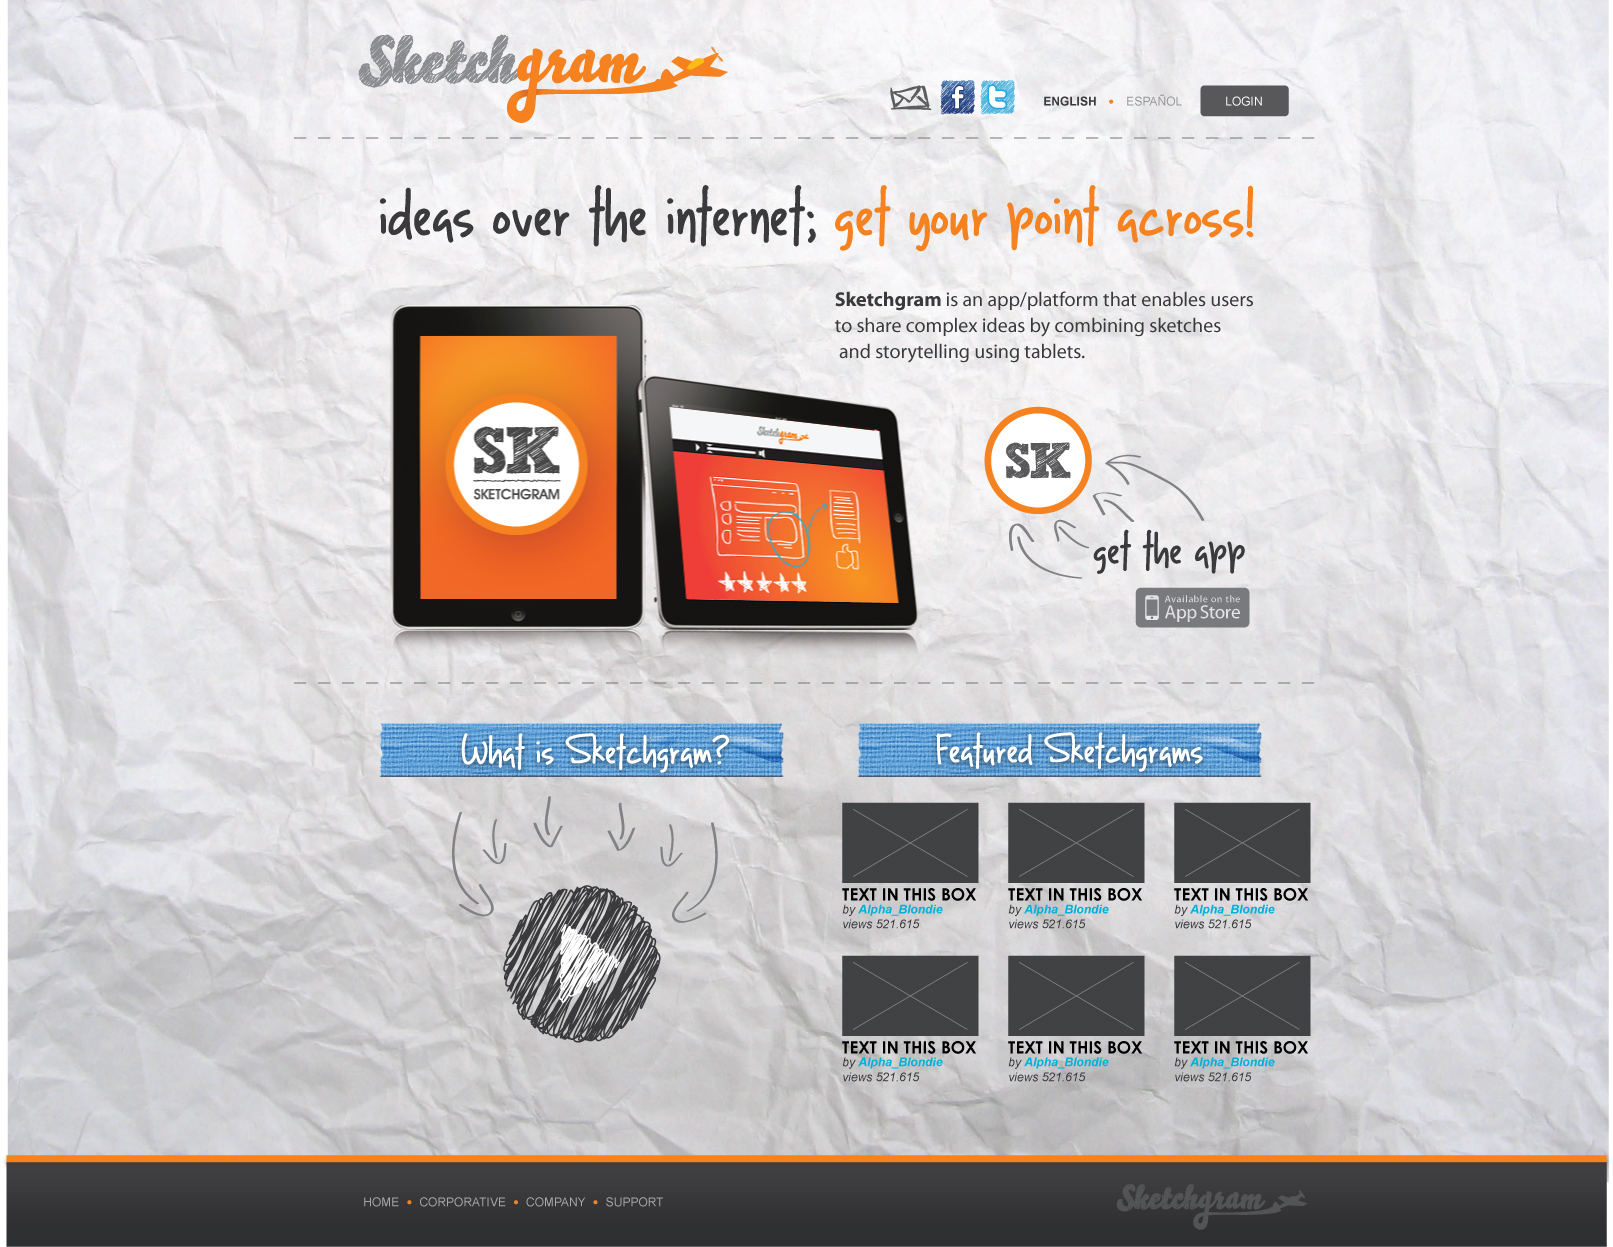 Sketchgram
f
t
ENGLISH • ESPAÑOL
LOGIN
ideas over the internet; get your point across!
Sketchgram is an app/platform that enables users
to share complex ideas by combining sketches
and storytelling using tablets.
SK
SKETCHGRAM
Sketchgram
SK
get the app
Available on the
App Store
What is Sketchgram?
Featured Sketchgrams
TEXT IN THIS BOX
by Alpha_Blondie
views 521.615
TEXT IN THIS BOX
by Alpha_Blondie
views 521.615
TEXT IN THIS BOX
by Alpha_Blondie
views 521.615
TEXT IN THIS BOX
by Alpha_Blondie
views 521.615
TEXT IN THIS BOX
by Alpha_Blondie
views 521.615
TEXT IN THIS BOX
by Alpha_Blondie
views 521.615
HOME • CORPORATIVE • COMPANY • SUPPORT
Sketchgram